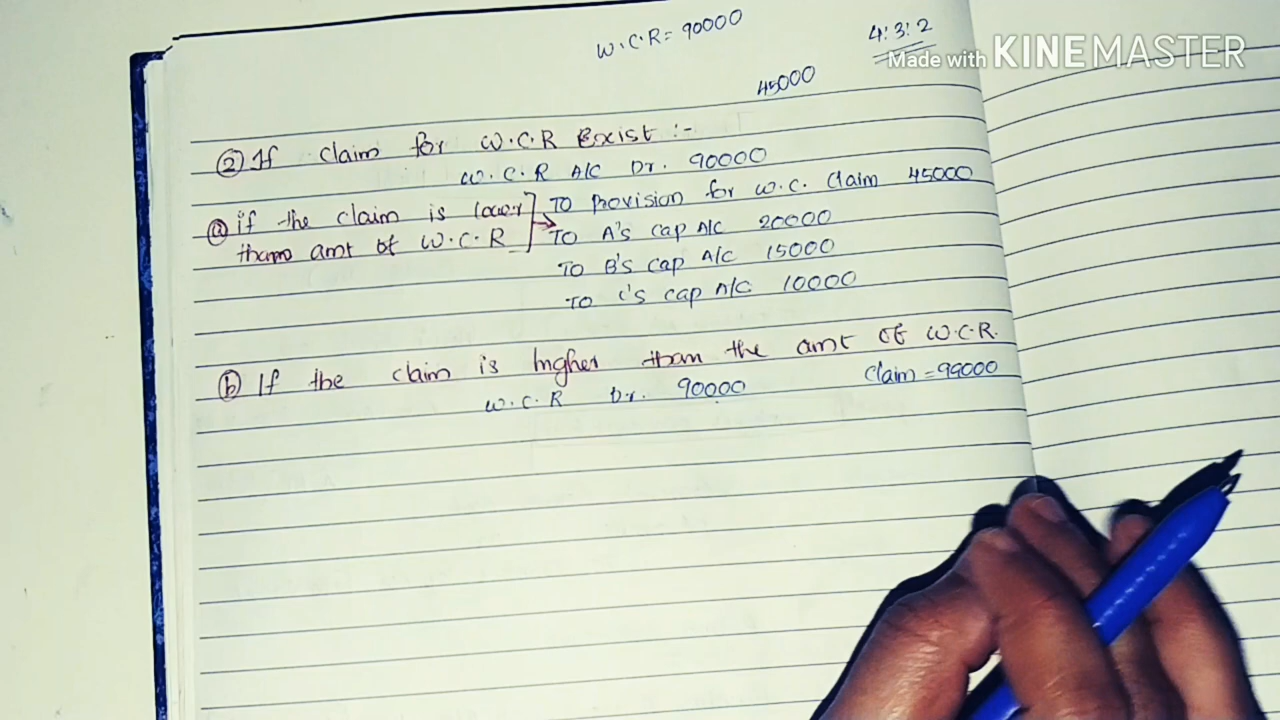 W.C.R = 90000
4:3:2
Made with KINEMASTER
45000
② If claim for W.C.R Exist :-
W.C.R A/C Dr. 90000
ⓐ if the claim is lower
than amt of W.C.R
To Provision for W.C. Claim 45000
To A's cap A/C 20000
To B's cap A/C 15000
To C's cap A/C 10000
ⓑ If the claim is higher than the amt of W.C.R.
W.C.R Dr. 90000
Claim = 99000